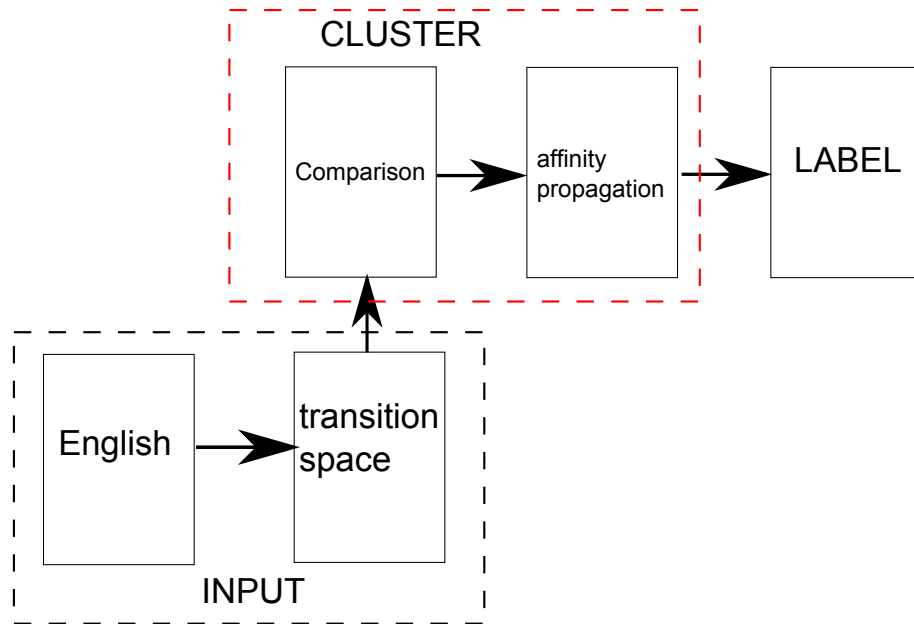 CLUSTER
Comparison
affinity
propagation
LABEL
English
transition
space
INPUT